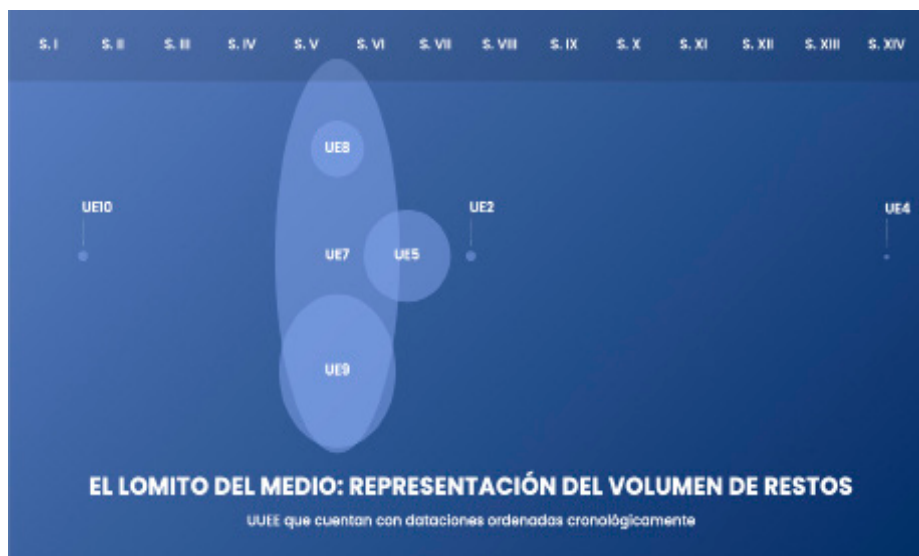 S. I S. II S. III S. IV S. V S. VI S. VII S. VIII S. IX S. X S. XI S. XII S. XIII S. XIV
UE8
UE10 UE2 UE4
UE7 UE5
UE9
EL LOMITO DEL MEDIO: REPRESENTACIÓN DEL VOLUMEN DE RESTOS
UUEE que cuentan con dataciones ordenadas cronológicamente